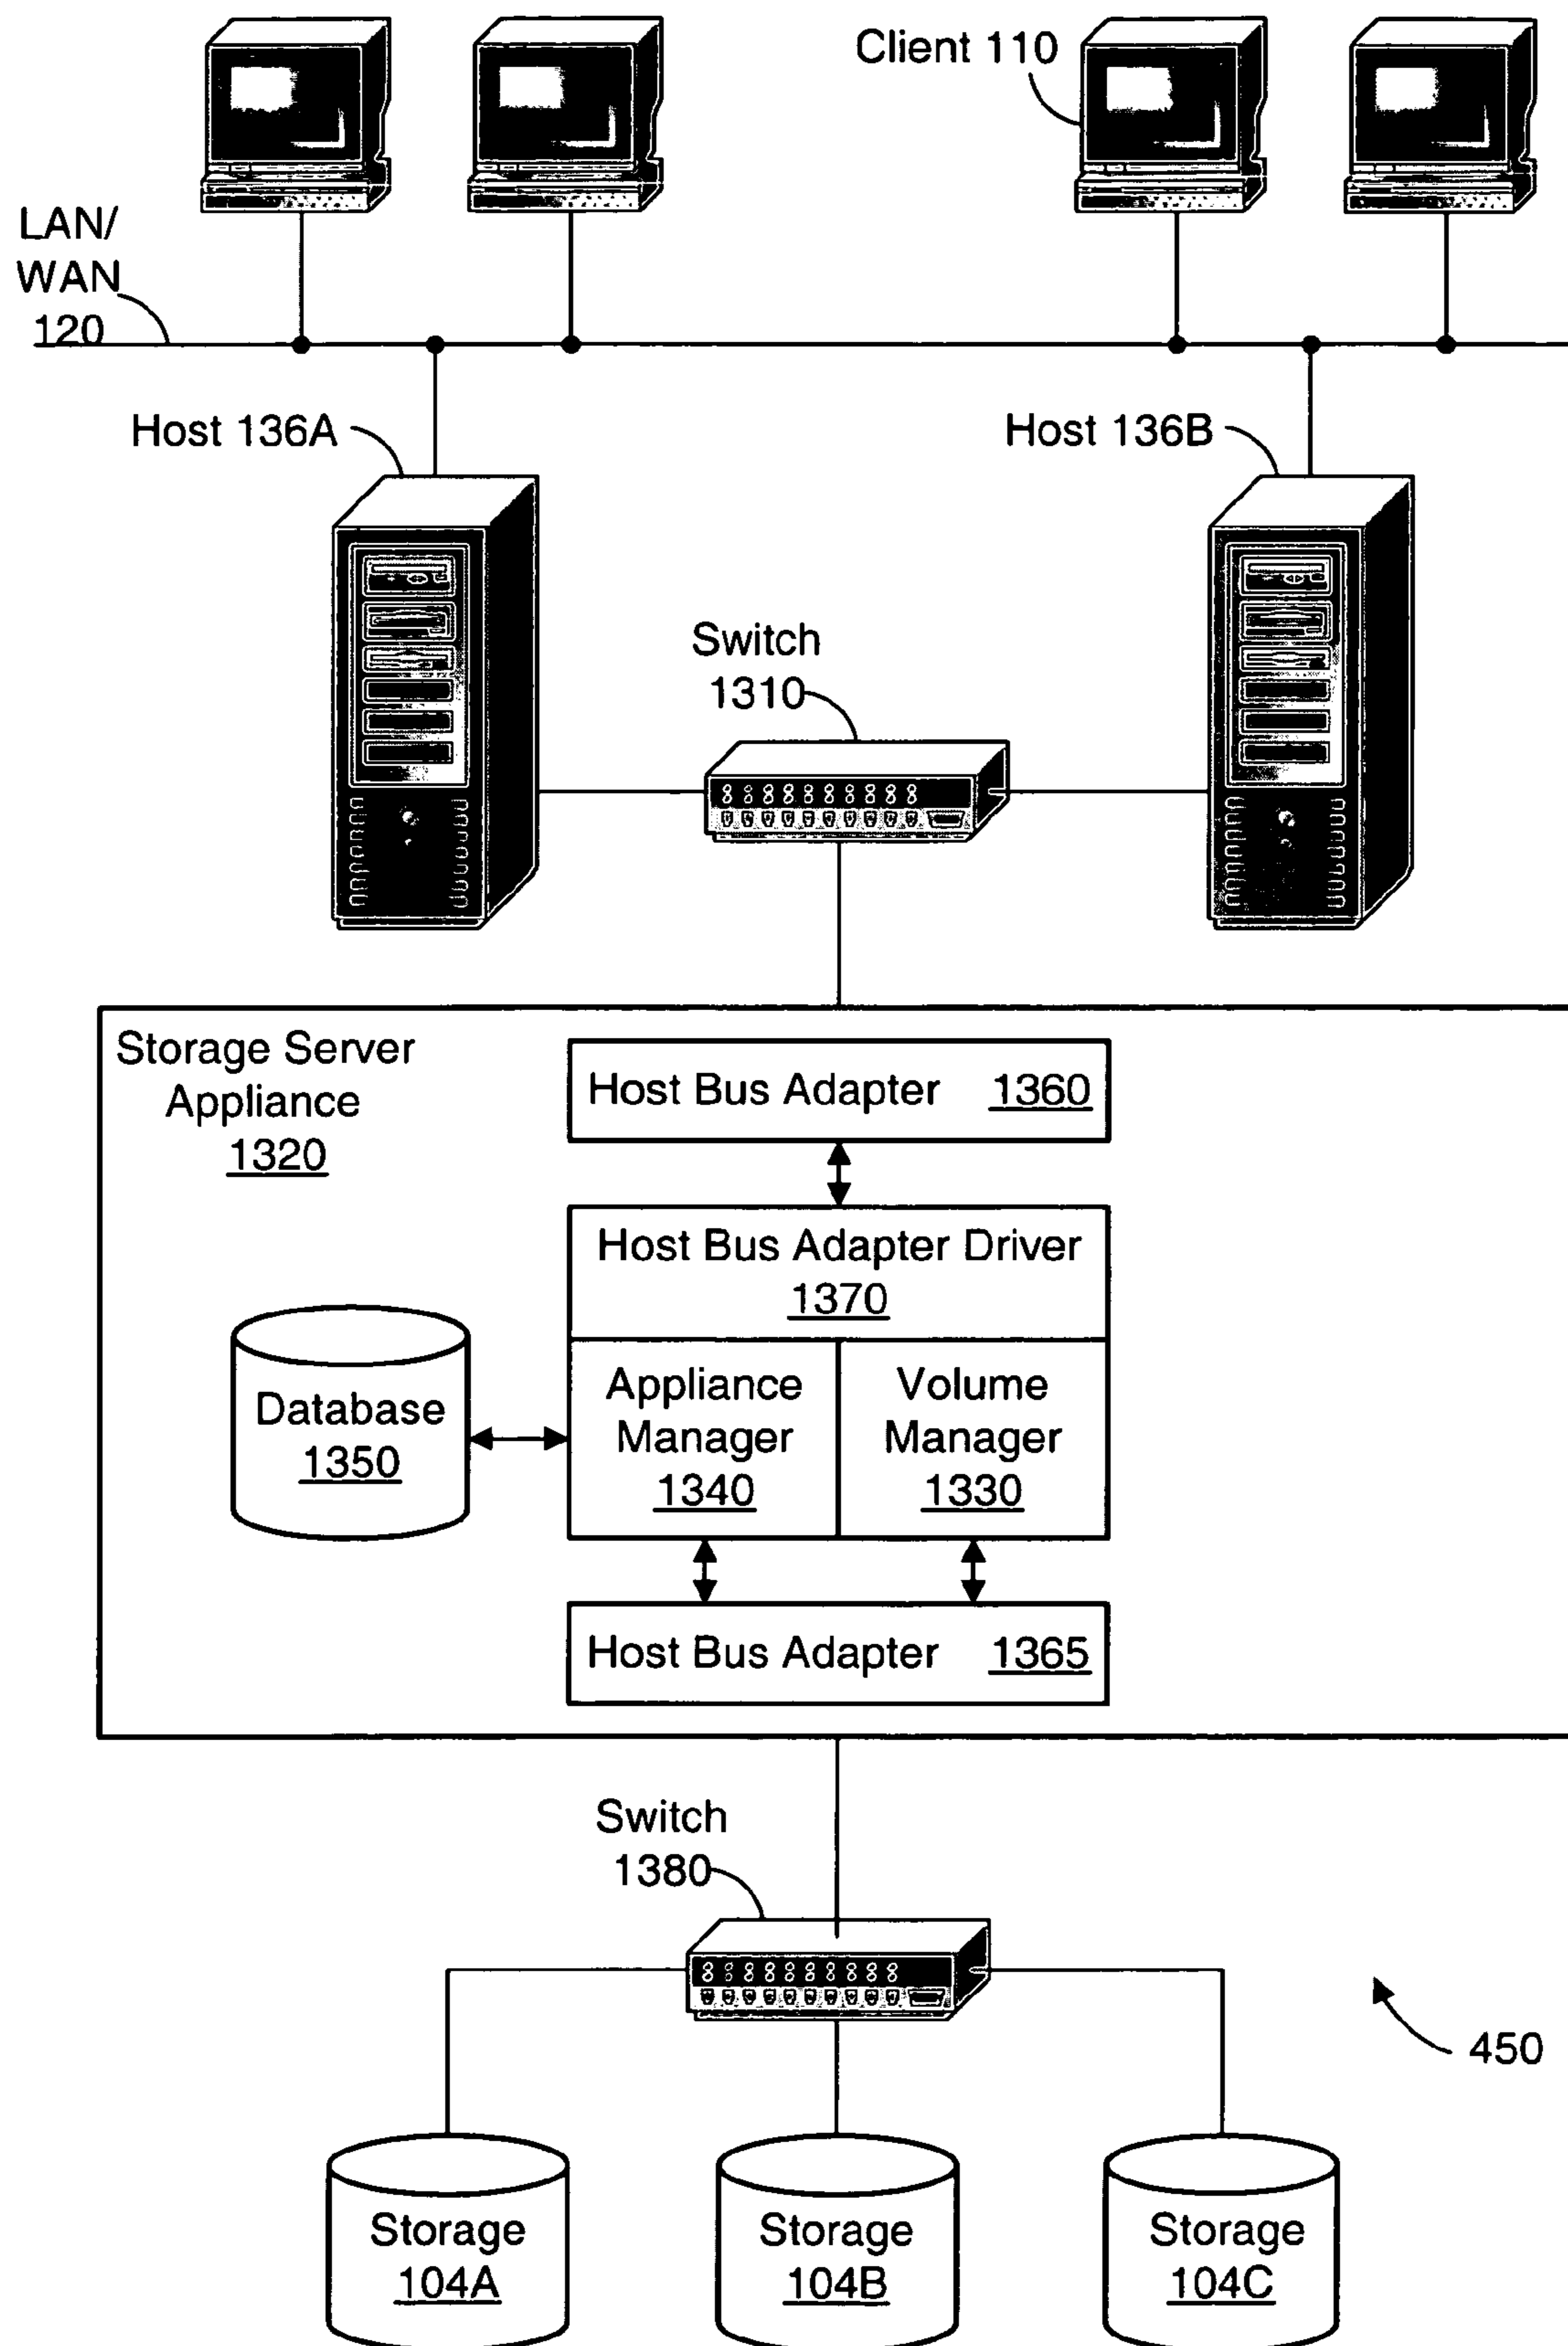 Client 110
LAN/
WAN
120
Host 136A
Host 136B
Switch
1310
Storage Server
Appliance
1320
Host Bus Adapter 1360
Host Bus Adapter Driver
1370
Database
1350
Appliance
Manager
1340
Volume
Manager
1330
Host Bus Adapter 1365
Switch
1380
450
Storage
104A
Storage
104B
Storage
104C